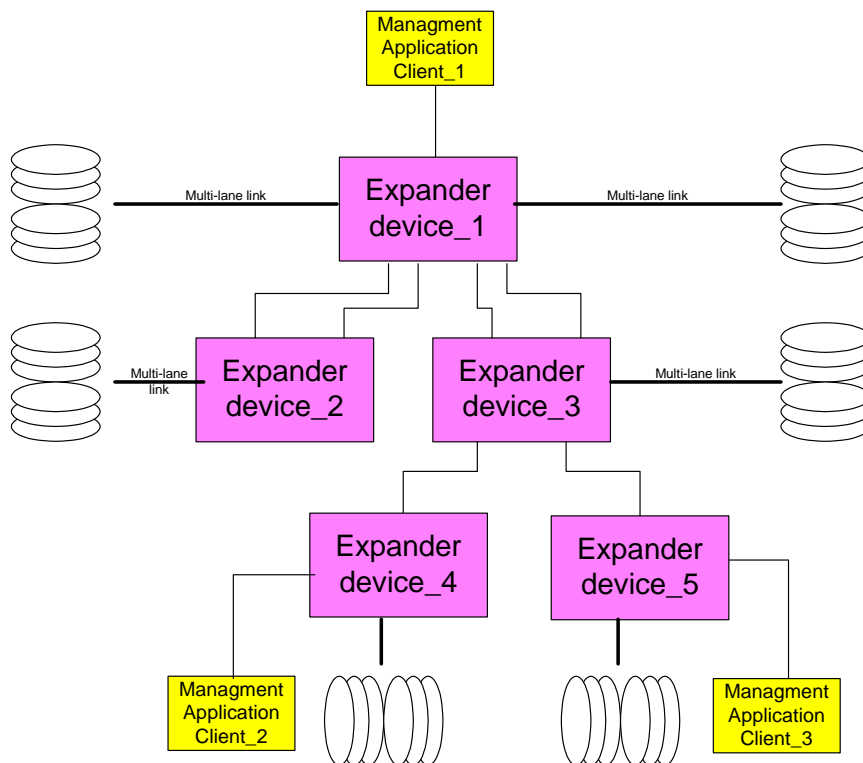 Managment
Application
Client_1
Expander
device_1
Multi-lane link
Multi-lane link
Expander
device_2
Expander
device_3
Multi-lane
link
Multi-lane link
Expander
device_4
Expander
device_5
Managment
Application
Client_2
Managment
Application
Client_3